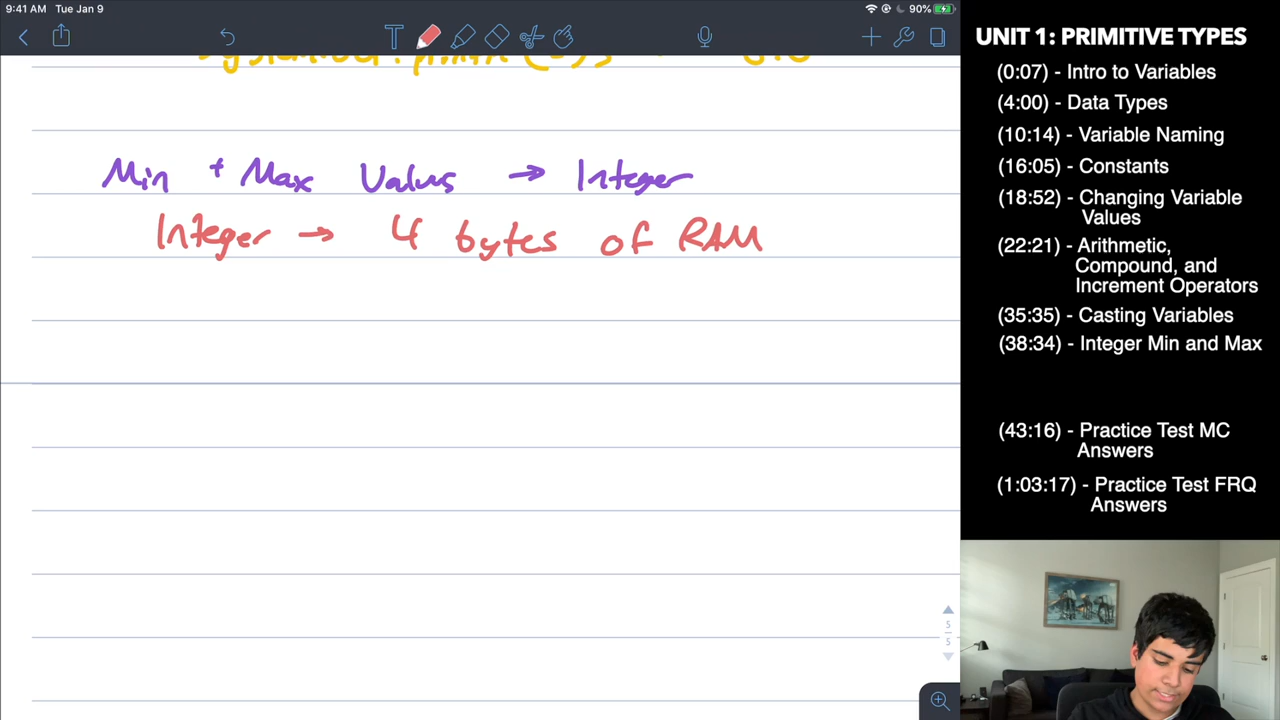 9:41 AM Tue Jan 9
90%
Min + Max Values → Integer
Integer → 4 bytes of RAM
5
5
UNIT 1: PRIMITIVE TYPES
(0:07) - Intro to Variables
(4:00) - Data Types
(10:14) - Variable Naming
(16:05) - Constants
(18:52) - Changing Variable
Values
(22:21) - Arithmetic,
Compound, and
Increment Operators
(35:35) - Casting Variables
(38:34) - Integer Min and Max
(43:16) - Practice Test MC
Answers
(1:03:17) - Practice Test FRQ
Answers